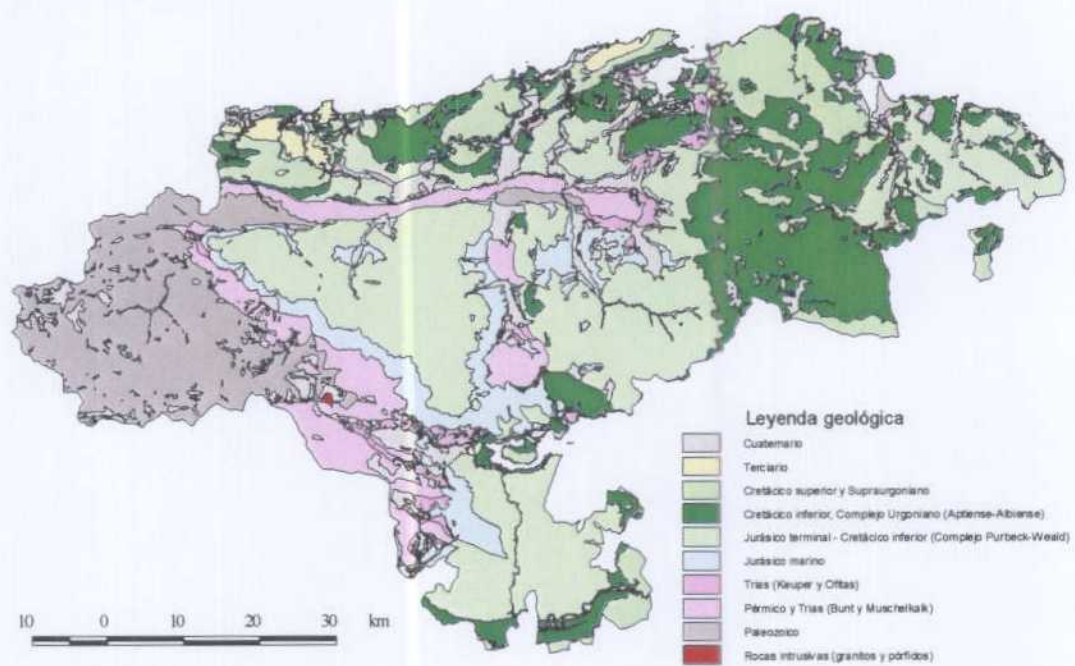 Leyenda geológica
Cuaternario
Terciario
Cretácico superior y Supraurgoniano
Cretácico inferior, Complejo Urgoniano (Aptiense-Albiense)
Jurásico terminal - Cretácico inferior (Complejo Purbeck-Weald)
Jurásico marino
Trias (Keuper y Ofitas)
Pérmico y Trias (Bunt y Muschelkalk)
Paleozoico
Rocas intrusivas (granitos y pórfidos)
10 0 10 20 30 km